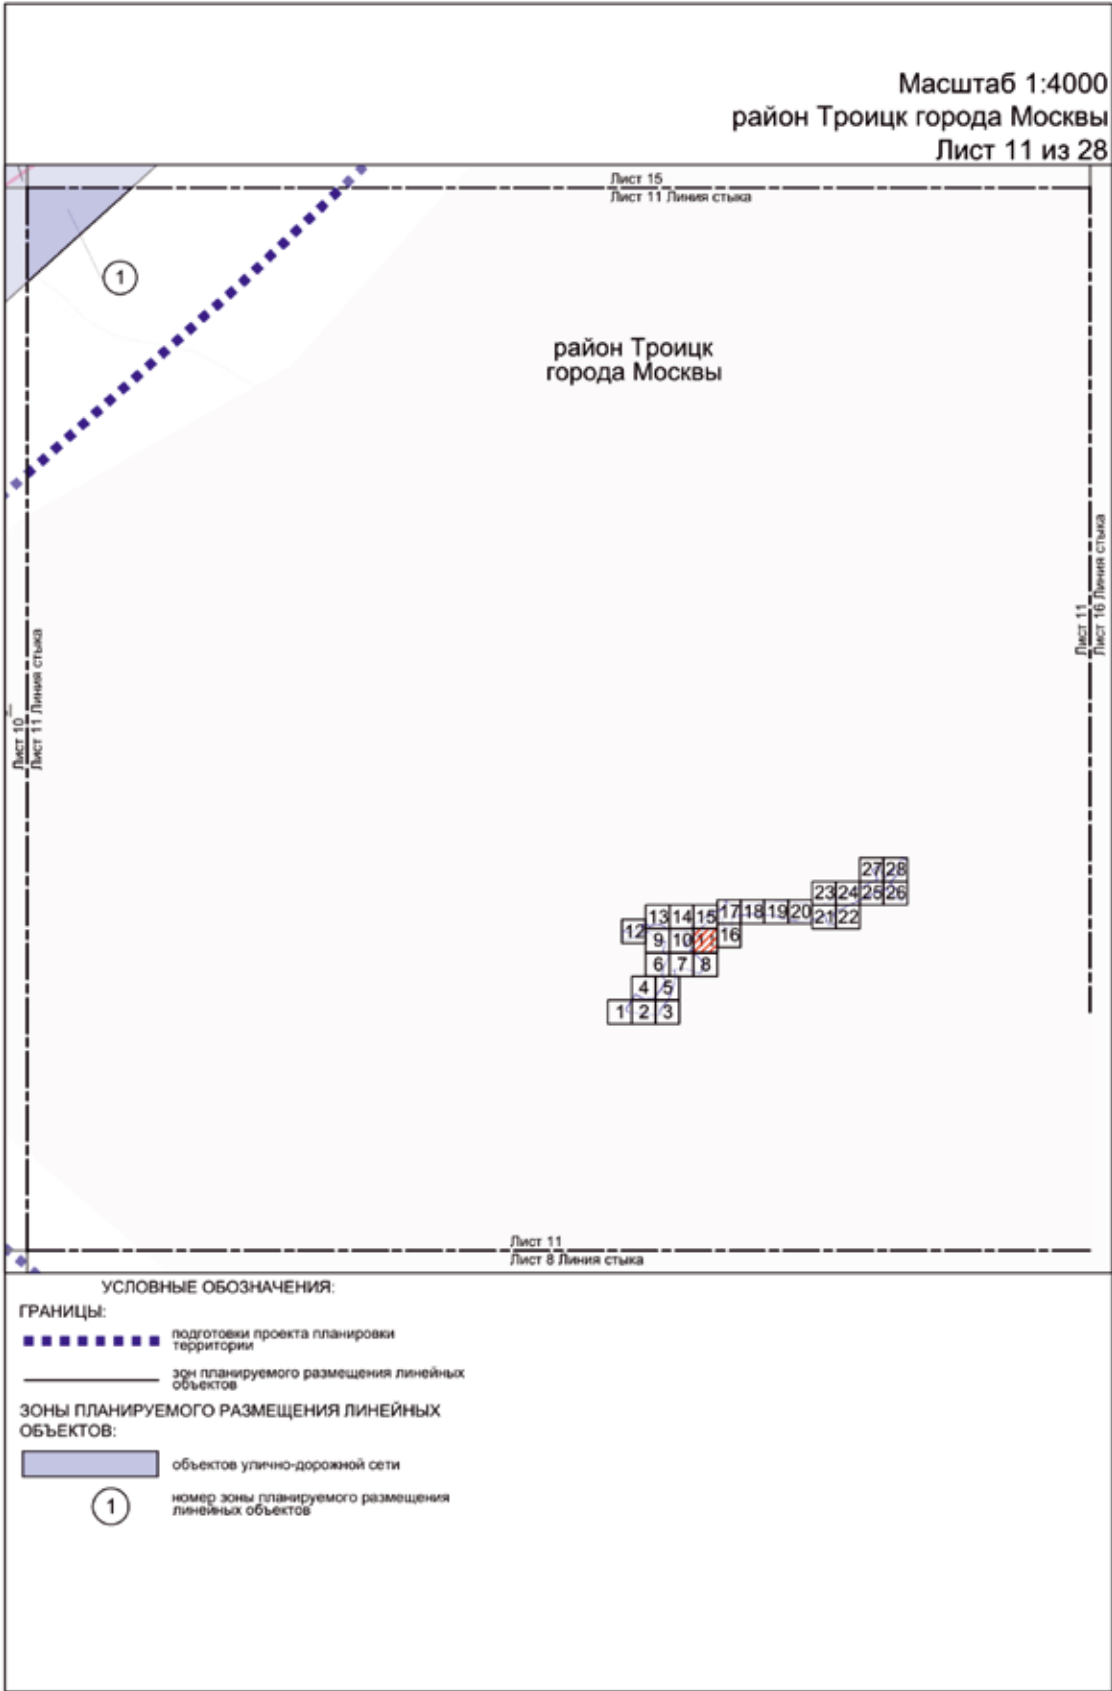 Масштаб 1:4000
район Троицк города Москвы
Лист 11 из 28
Лист 15
Лист 11 Линия стыка
1
район Троицк
города Москвы
Лист 11
Лист 16 Линия стыка
Лист 10
Лист 11 Линия стыка
27 28
23 24 25 26
13 14 15 17 18 19 20 21 22
12 9 10 11 16
6 7 8
4 5
1 2 3
Лист 11
Лист 8 Линия стыка
УСЛОВНЫЕ ОБОЗНАЧЕНИЯ:
ГРАНИЦЫ:
подготовки проекта планировки
территории
зон планируемого размещения линейных
объектов
ЗОНЫ ПЛАНИРУЕМОГО РАЗМЕЩЕНИЯ ЛИНЕЙНЫХ
ОБЪЕКТОВ:
объектов улично-дорожной сети
1
номер зоны планируемого размещения
линейных объектов